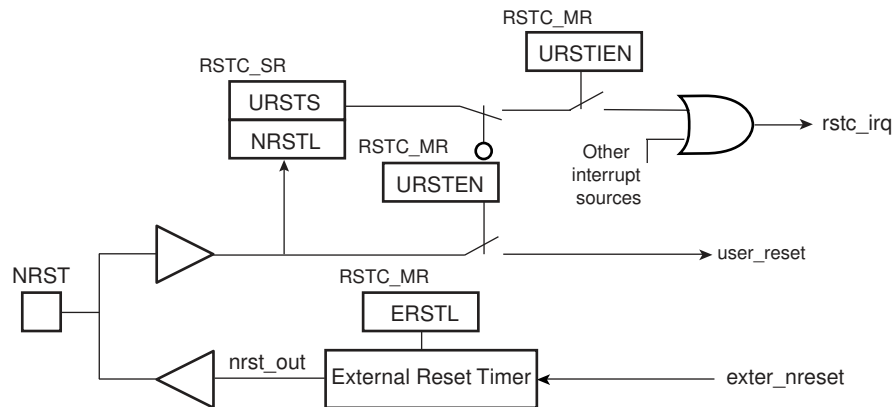 RSTC_MR
URSTIEN
RSTC_SR
URSTS
NRSTL
RSTC_MR
URSTEN
rstc_irq
Other
interrupt
sources
NRST
user_reset
RSTC_MR
ERSTL
nrst_out
External Reset Timer
exter_nreset